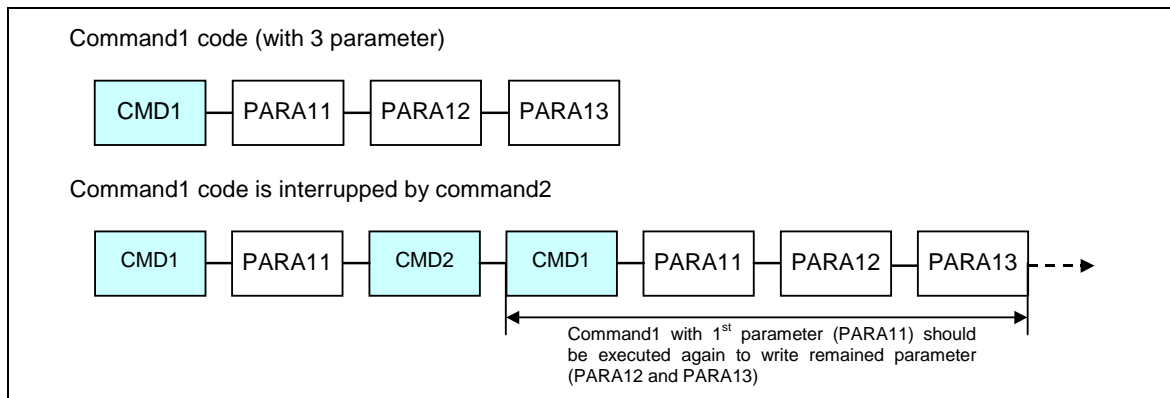 Command1 code (with 3 parameter)
CMD1 PARA11 PARA12 PARA13
Command1 code is interrupped by command2
CMD1 PARA11 CMD2 CMD1 PARA11 PARA12 PARA13
Command1 with 1st parameter (PARA11) should
be executed again to write remained parameter
(PARA12 and PARA13)